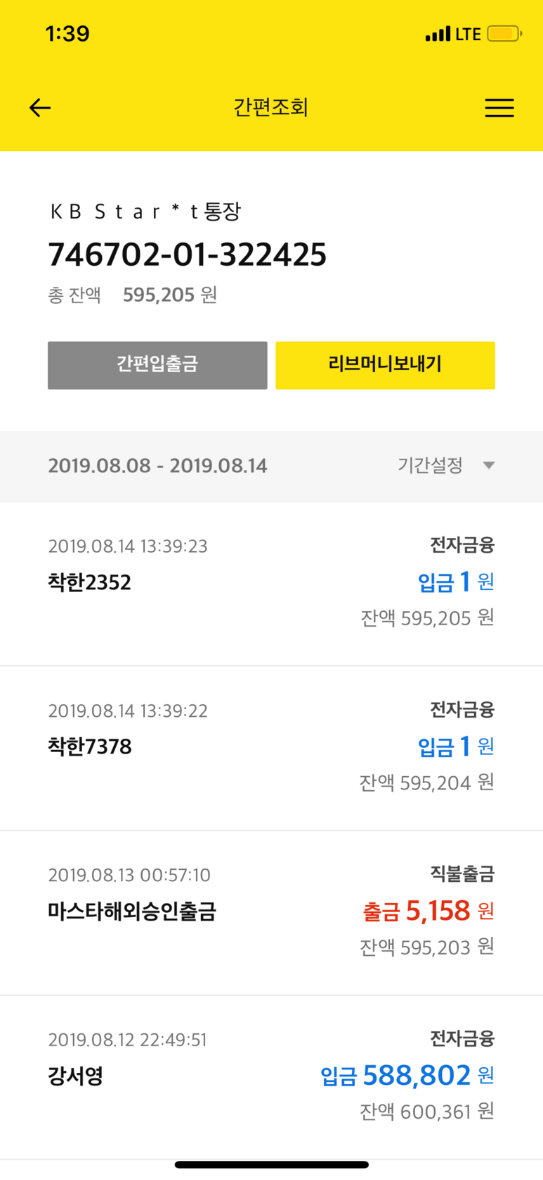 1:39 LTE
간편조회
KB Star*t통장
746702-01-322425
총 잔액 595,205 원
간편입출금 리브머니보내기
2019.08.08 - 2019.08.14 기간설정
2019.08.14 13:39:23 전자금융
착한2352 입금 1 원
잔액 595,205 원
2019.08.14 13:39:22 전자금융
착한7378 입금 1 원
잔액 595,204 원
2019.08.13 00:57:10 직불출금
마스타해외승인출금 출금 5,158 원
잔액 595,203 원
2019.08.12 22:49:51 전자금융
강서영 입금 588,802 원
잔액 600,361 원